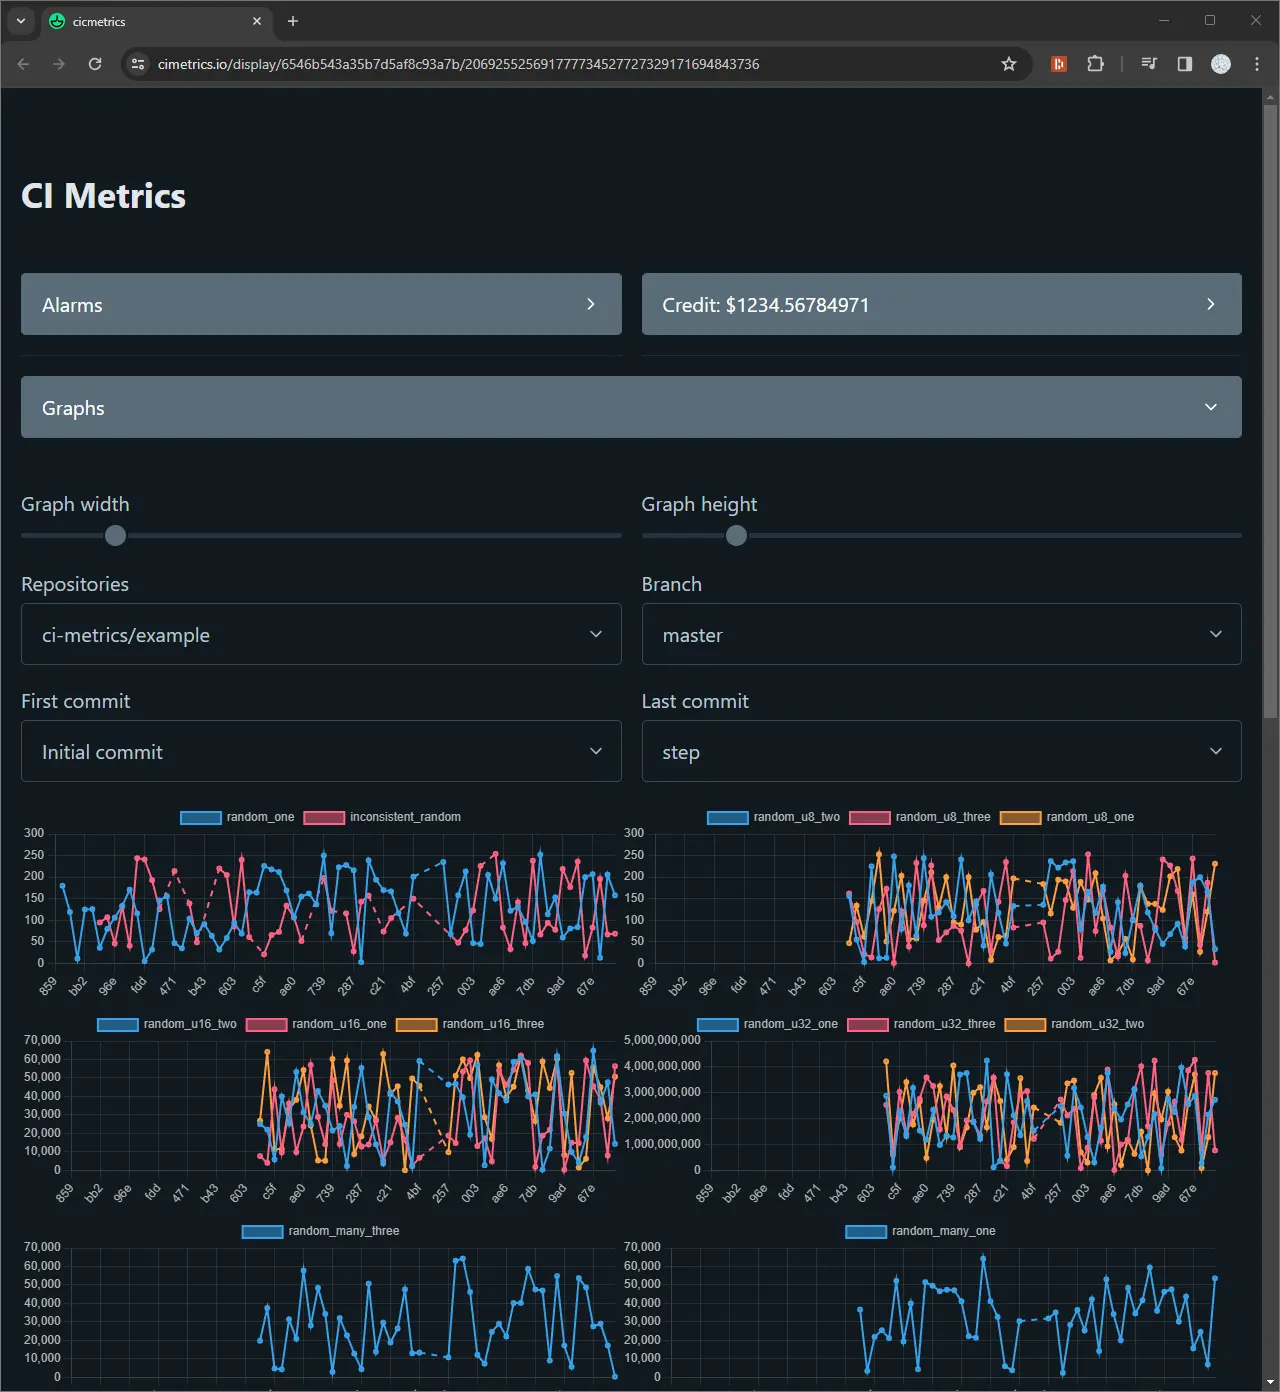 cicmetrics
cimetrics.io/display/6546b543a35b7d5af8c93a7b/206925525691777734527727329171694843736
CI Metrics
Alarms
Credit: $1234.56784971
Graphs
Graph width
Graph height
Repositories
Branch
ci-metrics/example
master
First commit
Last commit
Initial commit
step
random_one inconsistent_random
300
250
200
150
100
50
0
859 bb2 96e fdd 471 b43 603 c5f ae0 739 287 c21 4bf 257 003 ae6 7db 9ad 67e
random_u8_two random_u8_three random_u8_one
300
250
200
150
100
50
0
859 bb2 96e fdd 471 b43 603 c5f ae0 739 287 c21 4bf 257 003 ae6 7db 9ad 67e
random_u16_two random_u16_one random_u16_three
70,000
60,000
50,000
40,000
30,000
20,000
10,000
0
859 bb2 96e fdd 471 b43 603 c5f ae0 739 287 c21 4bf 257 003 ae6 7db 9ad 67e
random_u32_one random_u32_three random_u32_two
5,000,000,000
4,000,000,000
3,000,000,000
2,000,000,000
1,000,000,000
0
859 bb2 96e fdd 471 b43 603 c5f ae0 739 287 c21 4bf 257 003 ae6 7db 9ad 67e
random_many_three
70,000
60,000
50,000
40,000
30,000
20,000
10,000
0
random_many_one
70,000
60,000
50,000
40,000
30,000
20,000
10,000
0